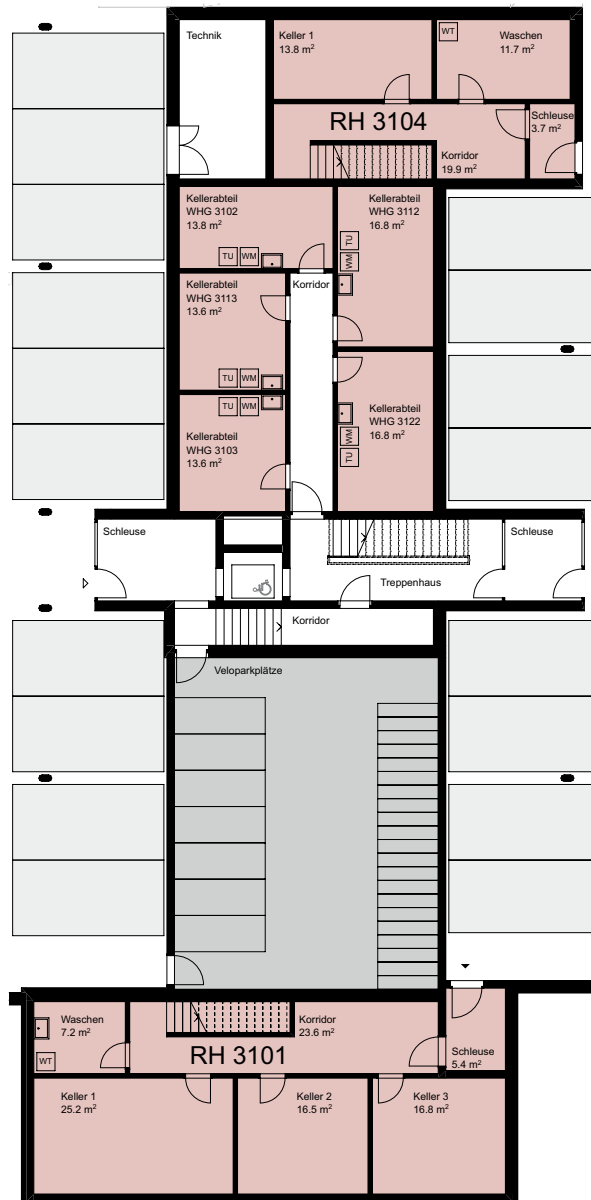 Technik
Keller 1
13.8 m²
WT
Waschen
11.7 m²
RH 3104
Schleuse
3.7 m²
Korridor
19.9 m²
Kellerabteil
WHG 3102
13.8 m²
TU
WM
Kellerabteil
WHG 3112
16.8 m²
TU
WM
Kellerabteil
WHG 3113
13.6 m²
TU
WM
Korridor
TU
WM
Kellerabteil
WHG 3103
13.6 m²
Kellerabteil
WHG 3122
16.8 m²
WM
TU
Schleuse
Schleuse
Treppenhaus
Korridor
Veloparkplätze
Waschen
7.2 m²
WT
Korridor
23.6 m²
RH 3101
Schleuse
5.4 m²
Keller 1
25.2 m²
Keller 2
16.5 m²
Keller 3
16.8 m²